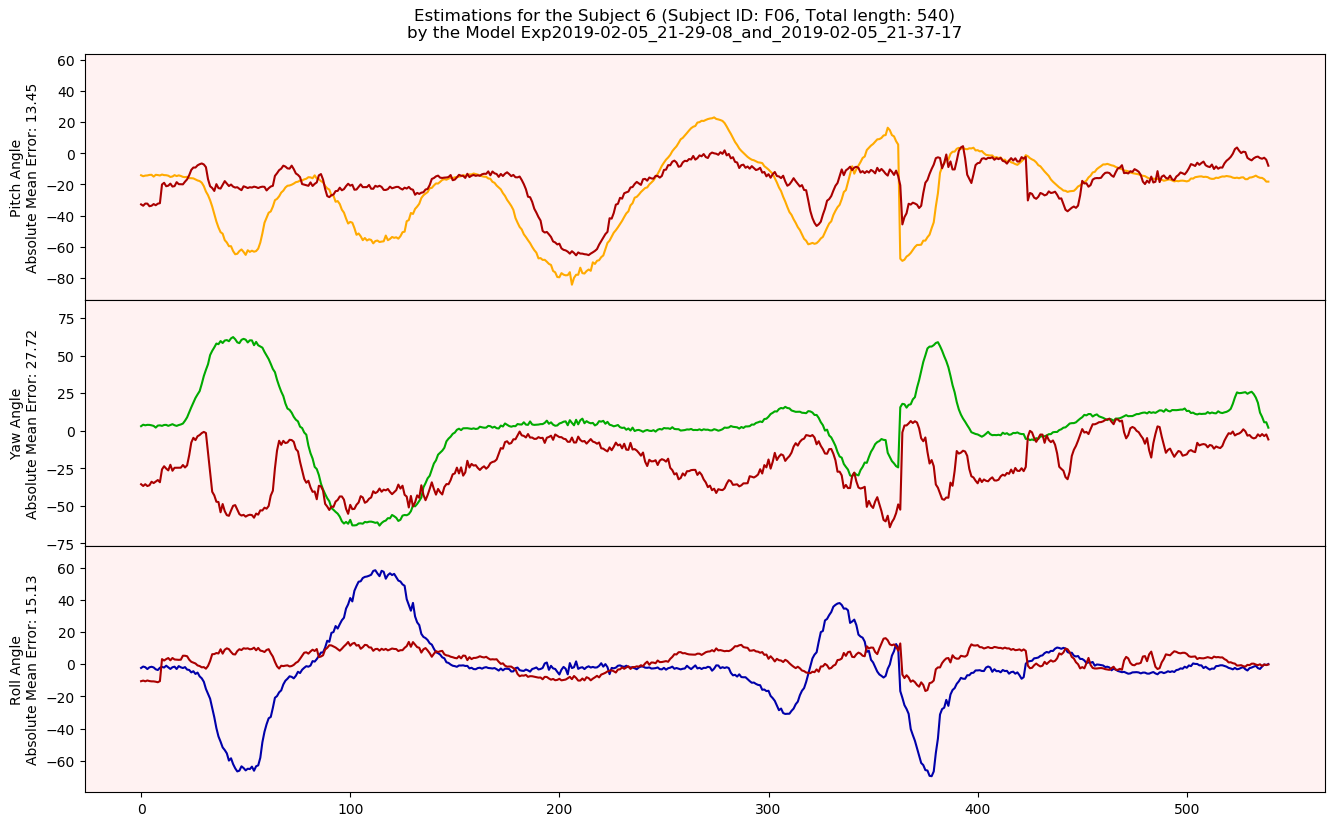 Estimations for the Subject 6 (Subject ID: F06, Total length: 540)
by the Model Exp2019-02-05_21-29-08_and_2019-02-05_21-37-17
Pitch Angle
Absolute Mean Error: 13.45
60
40
20
0
−20
−40
−60
−80
Yaw Angle
Absolute Mean Error: 27.72
75
50
25
0
−25
−50
−75
Roll Angle
Absolute Mean Error: 15.13
60
40
20
0
−20
−40
−60
0 100 200 300 400 500